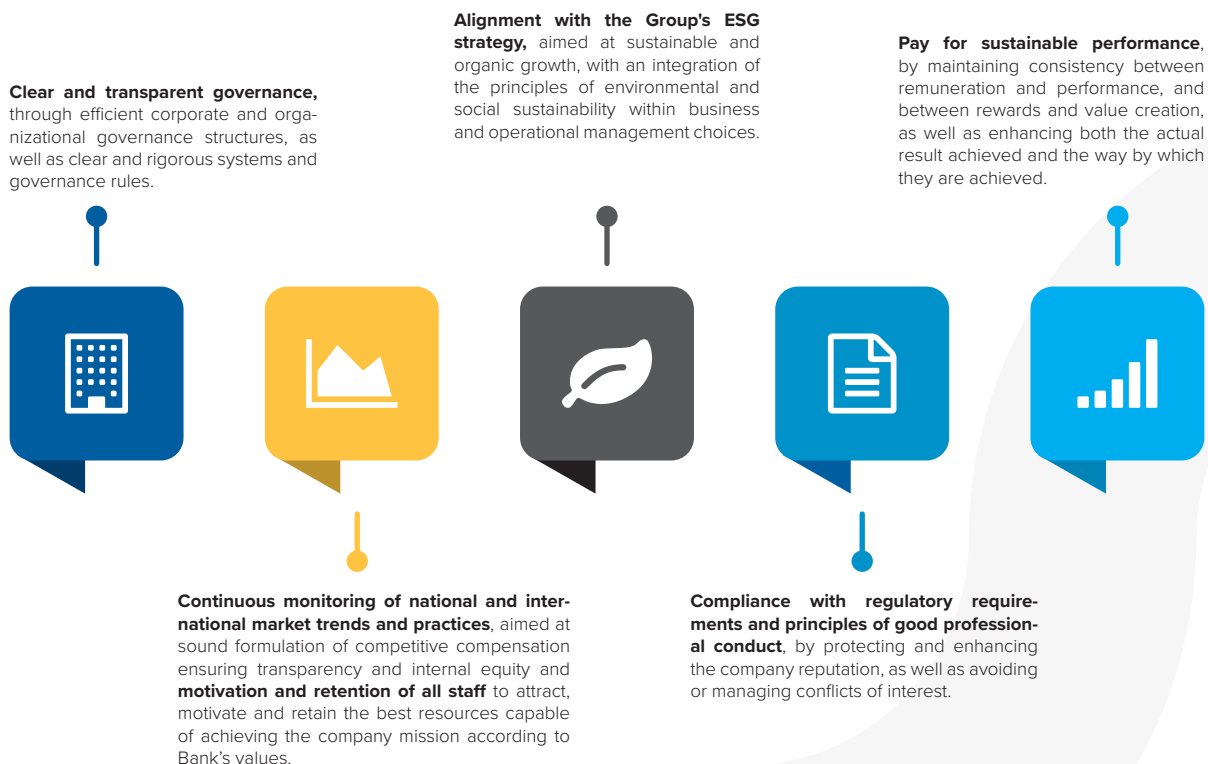 Clear and transparent governance,
through efficient corporate and orga-
nizational governance structures, as
well as clear and rigorous systems and
governance rules.
Continuous monitoring of national and inter-
national market trends and practices, aimed at
sound formulation of competitive compensation
ensuring transparency and internal equity and
motivation and retention of all staff to attract,
motivate and retain the best resources capable
of achieving the company mission according to
Bank's values.
Alignment with the Group's ESG
strategy, aimed at sustainable and
organic growth, with an integration of
the principles of environmental and
social sustainability within business
and operational management choices.
Compliance with regulatory require-
ments and principles of good profession-
al conduct, by protecting and enhancing
the company reputation, as well as avoiding
or managing conflicts of interest.
Pay for sustainable performance,
by maintaining consistency between
remuneration and performance, and
between rewards and value creation,
as well as enhancing both the actual
result achieved and the way by which
they are achieved.